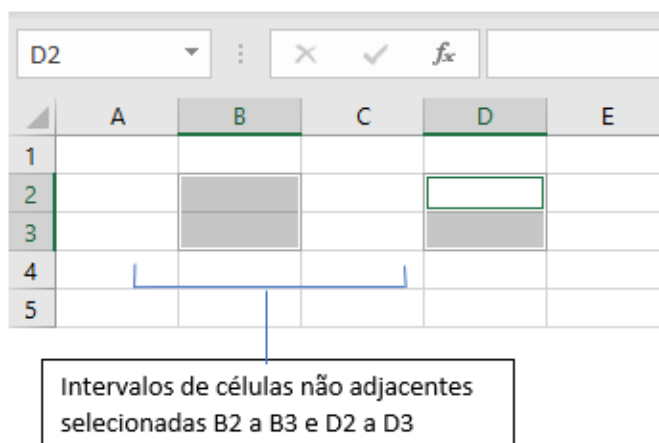 D2 fx
A B C D E
1
2
3
4
5
Intervalos de células não adjacentes
selecionadas B2 a B3 e D2 a D3